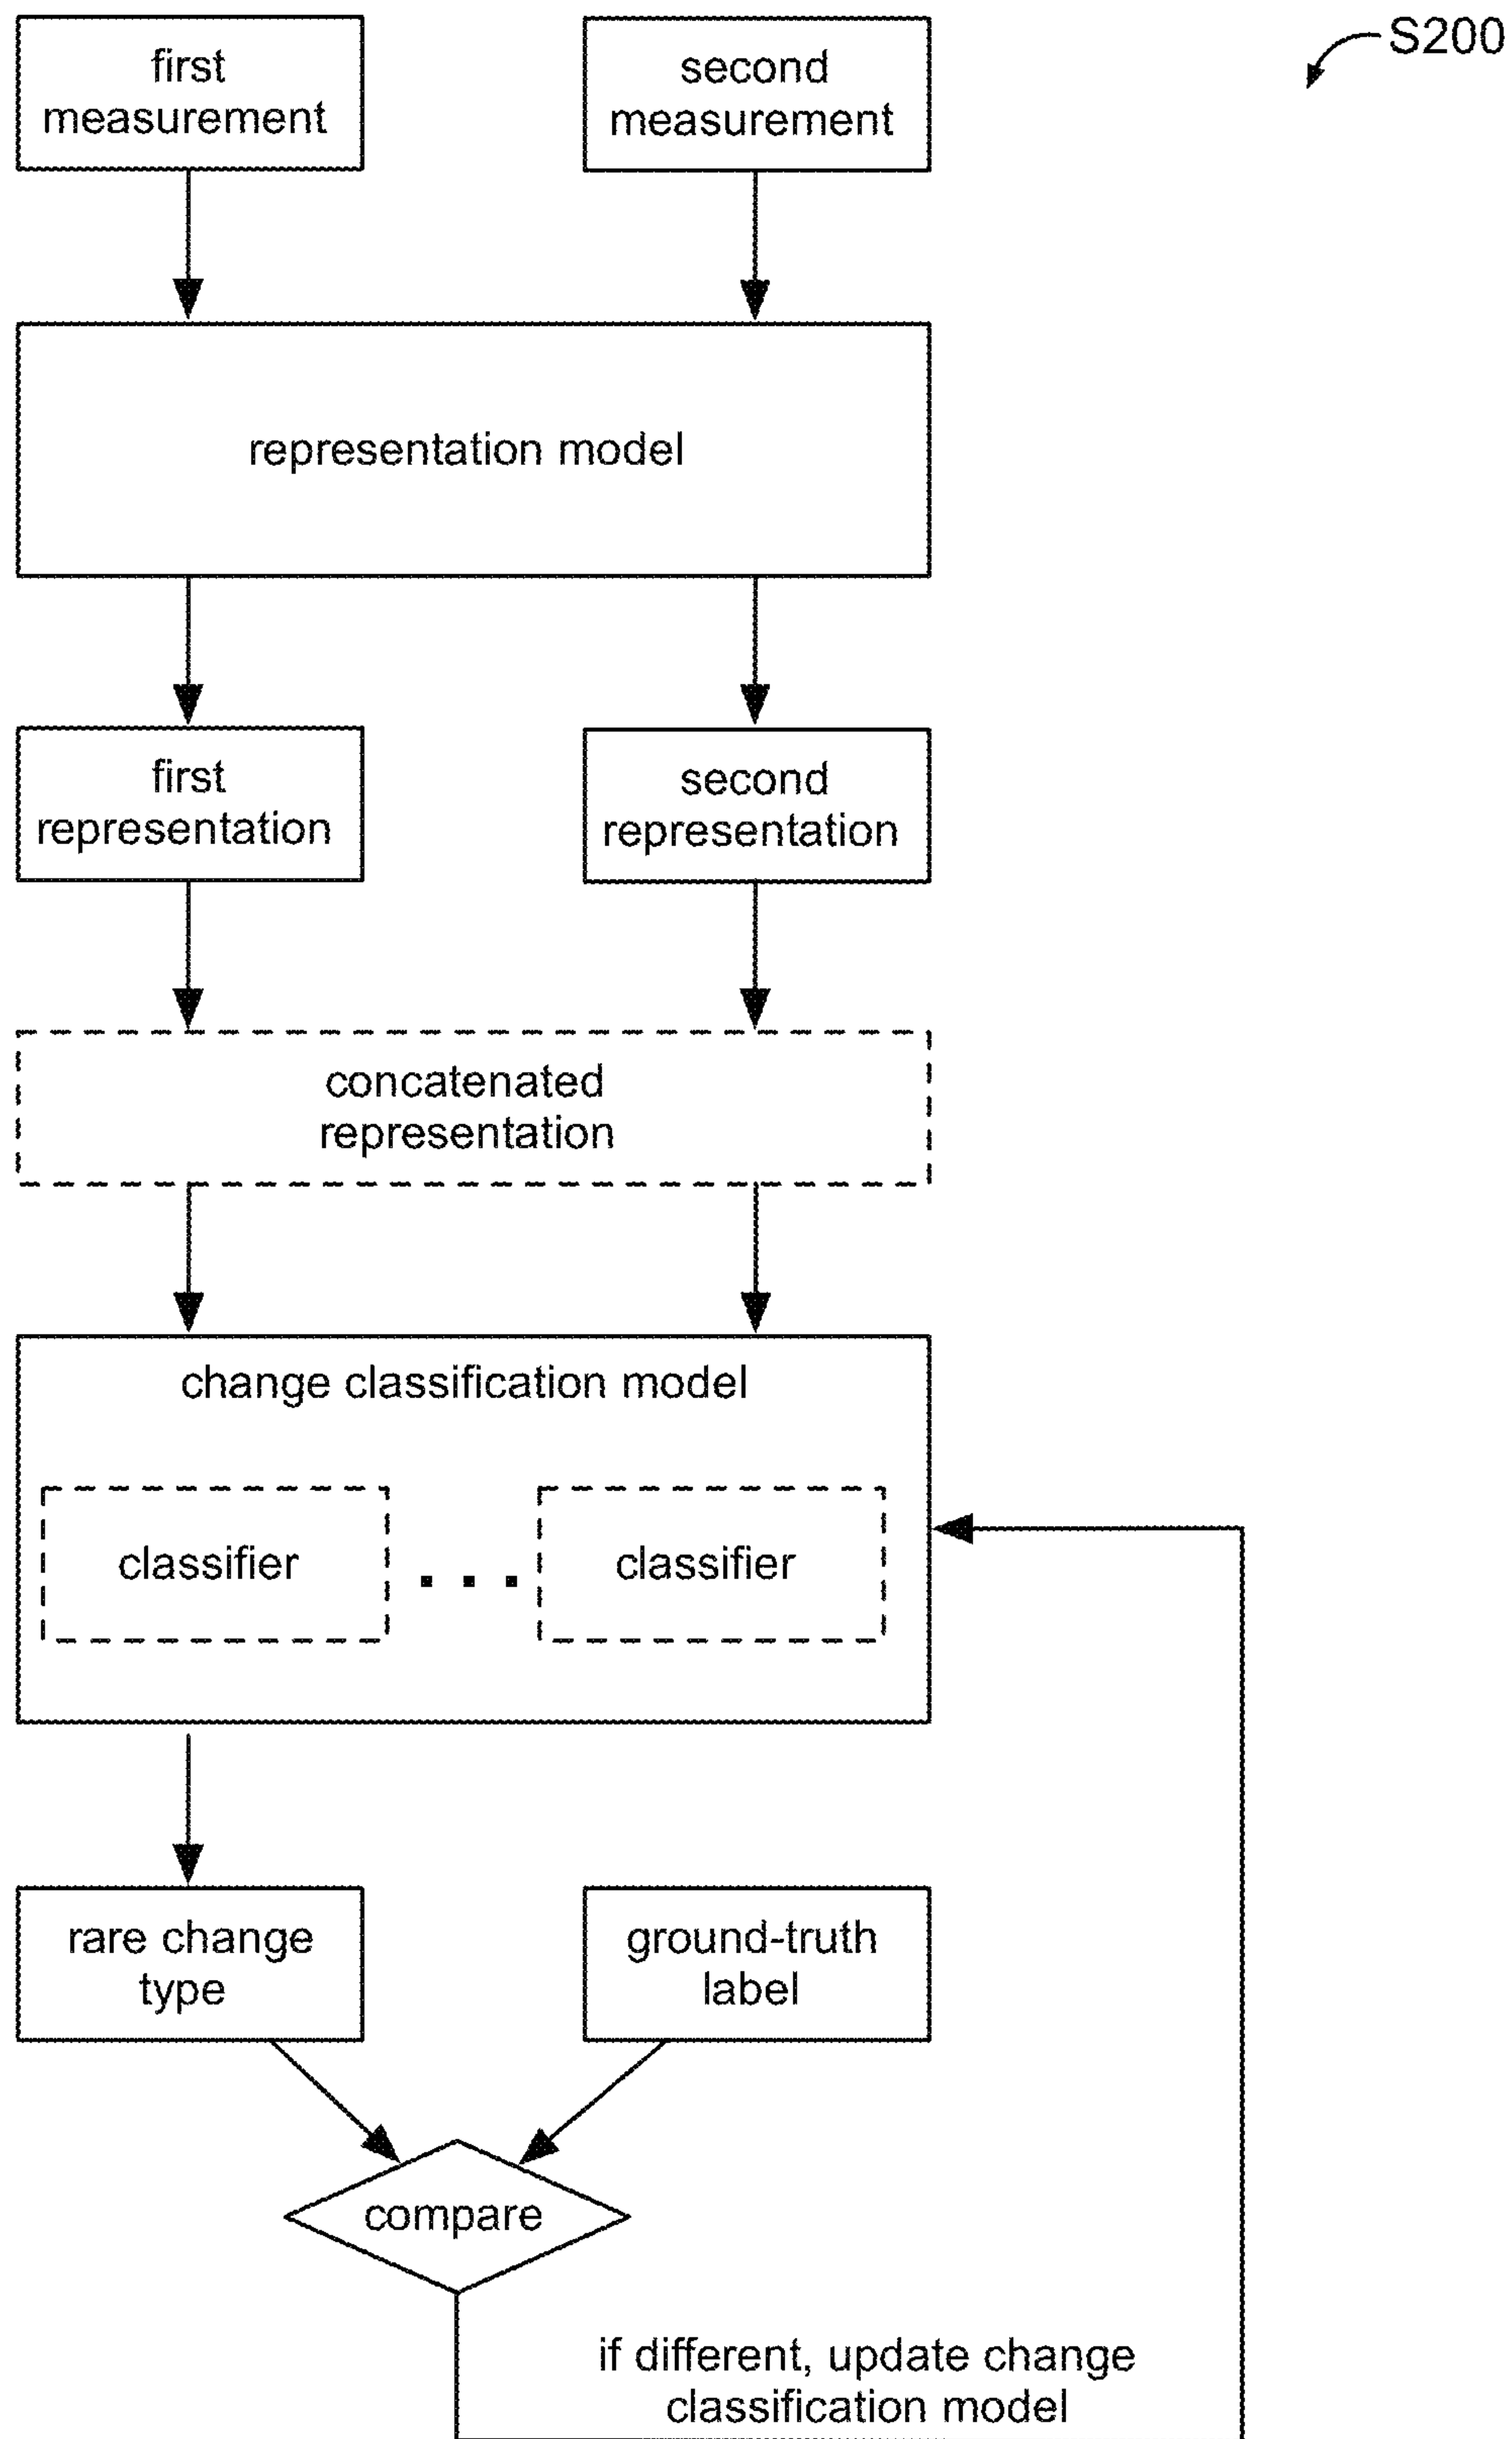 S200
first
measurement
second
measurement
representation model
first
representation
second
representation
concatenated
representation
change classification model
classifier
. . .
classifier
rare change
type
ground-truth
label
compare
if different, update change
classification model